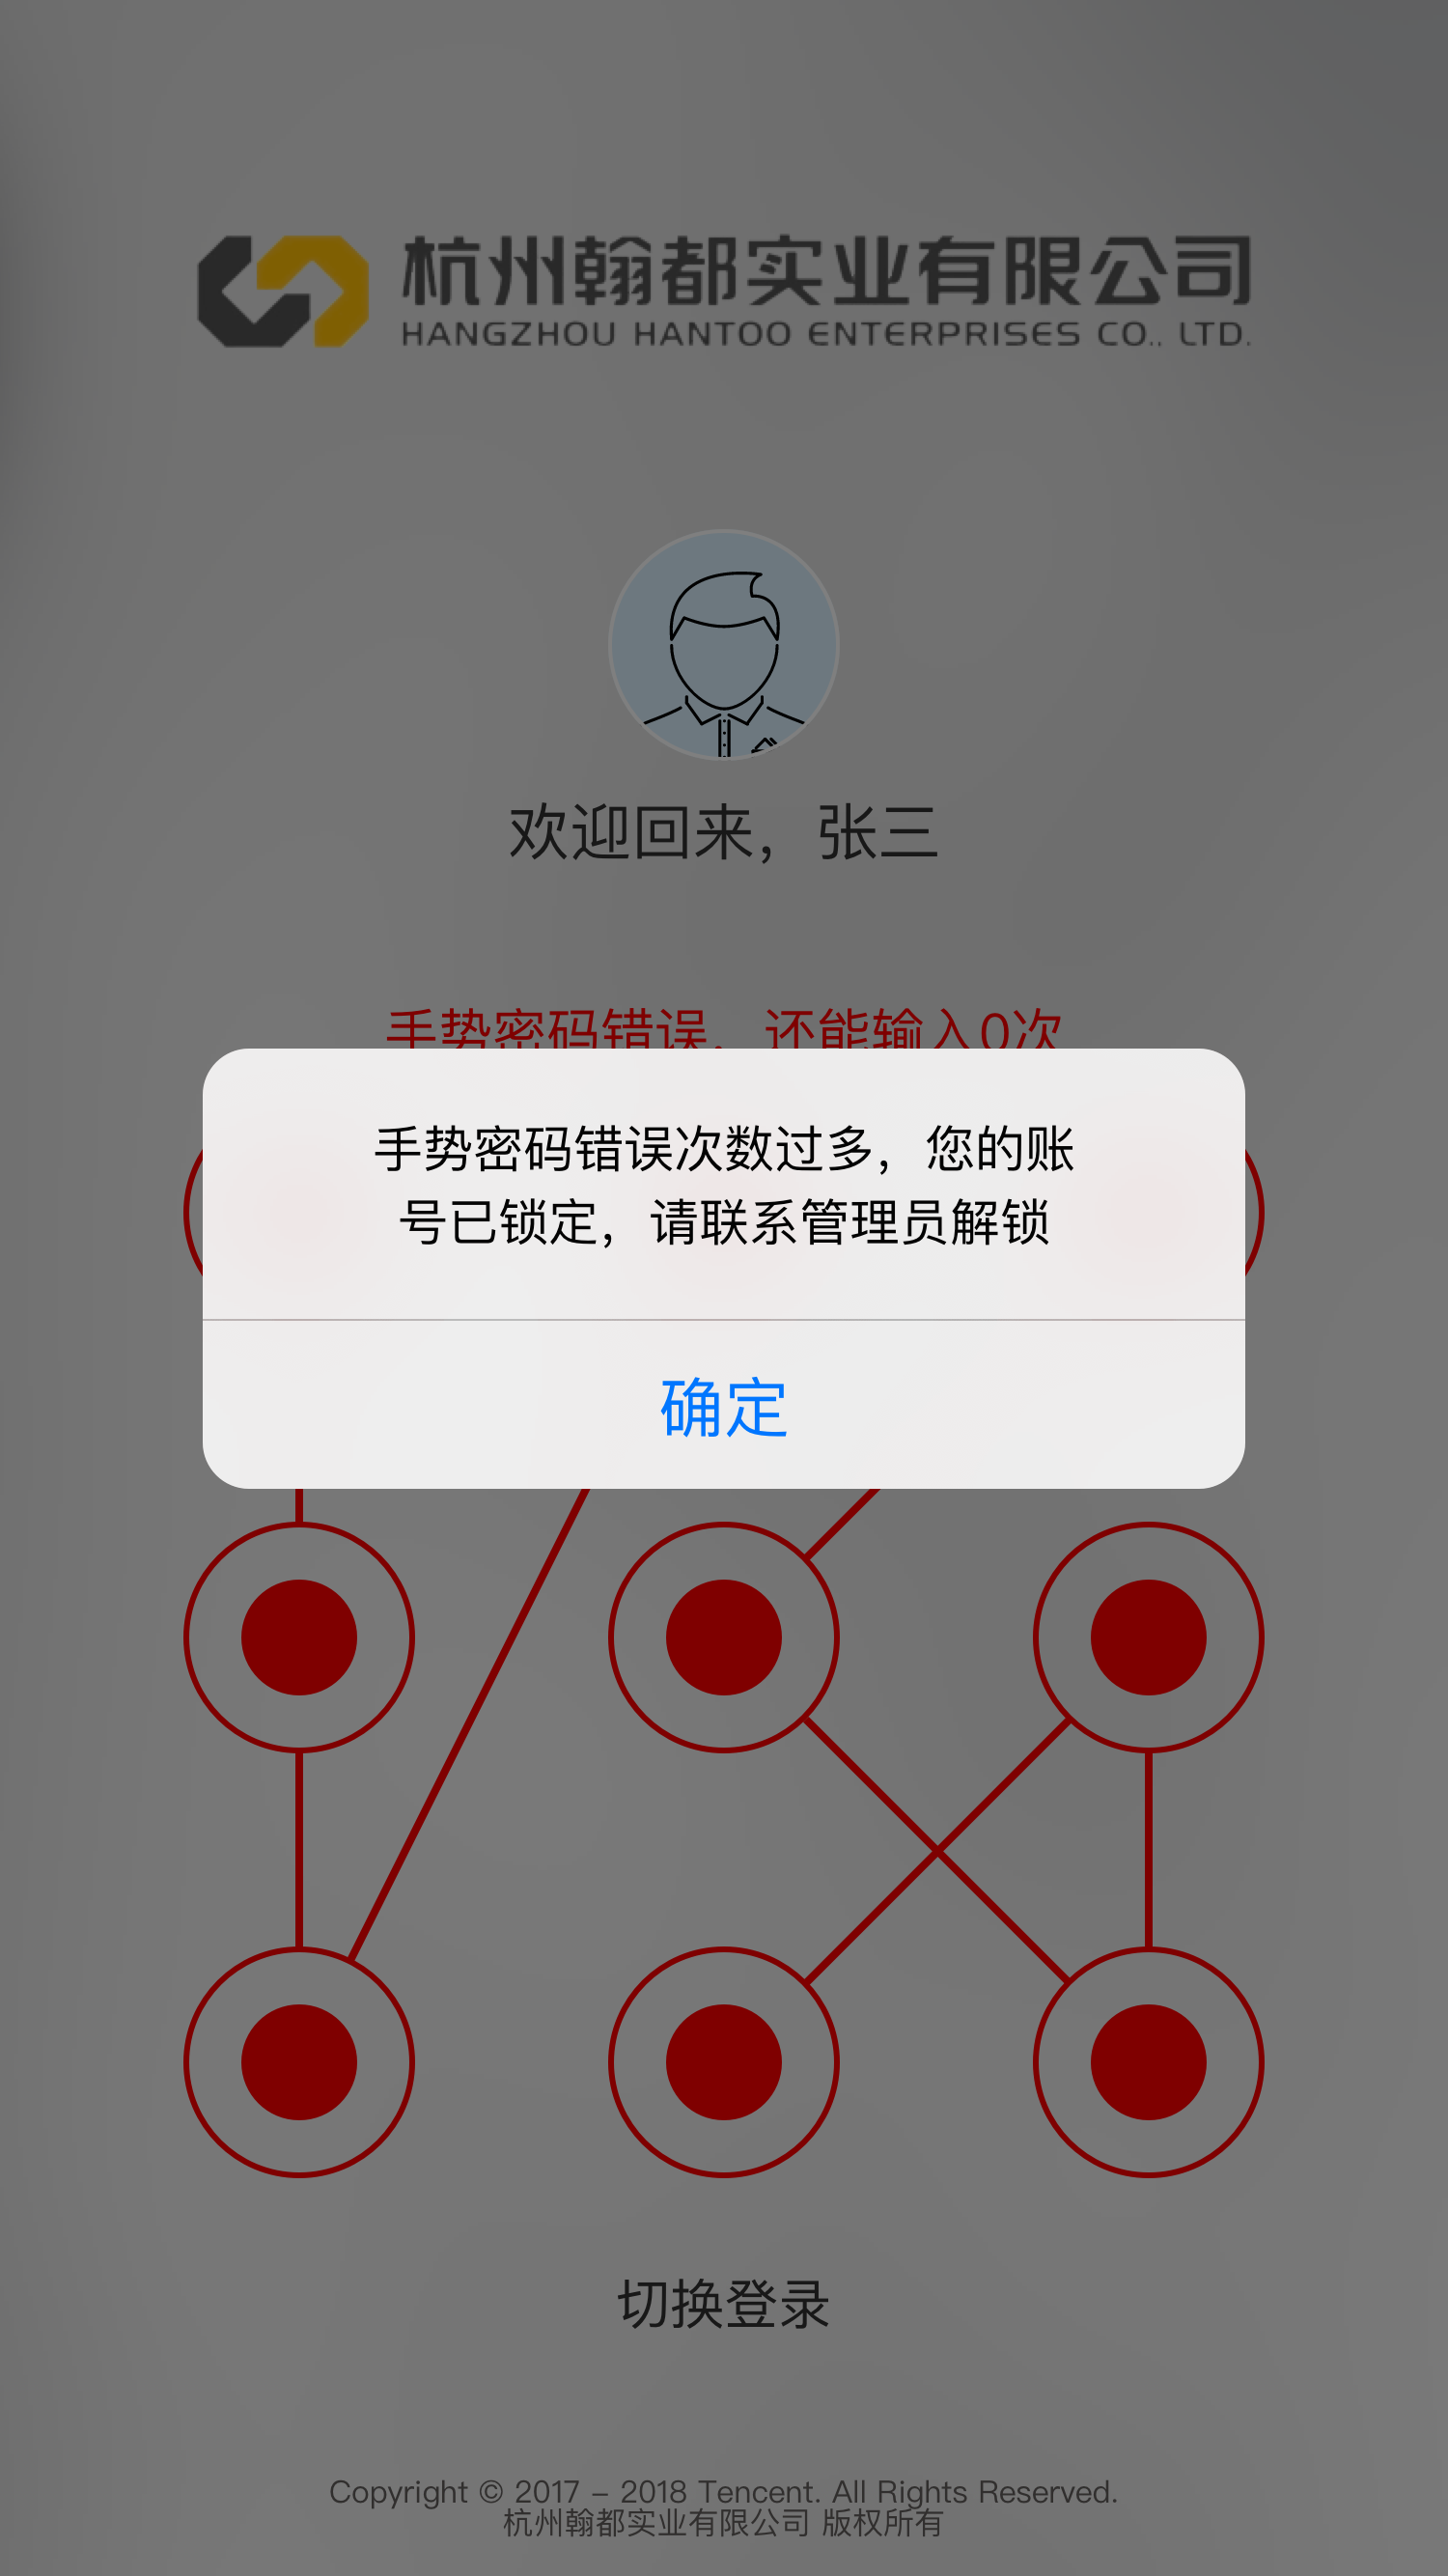 杭州翰都实业有限公司
HANGZHOU HANTOO ENTERPRISES CO., LTD.
欢迎回来，张三
手势密码错误，还能输入0次
手势密码错误次数过多，您的账
号已锁定，请联系管理员解锁
确定
切换登录
Copyright © 2017 - 2018 Tencent. All Rights Reserved.
杭州翰都实业有限公司 版权所有